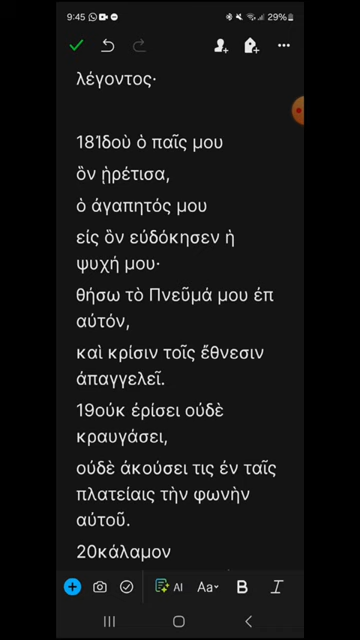 9:45
29%
λέγοντος·
18Ἰδοὺ ὁ παῖς μου
ὃν ᾑρέτισα,
ὁ ἀγαπητός μου
εἰς ὃν εὐδόκησεν ἡ
ψυχή μου·
θήσω τὸ Πνεῦμά μου ἐπ
αὐτόν,
καὶ κρίσιν τοῖς ἔθνεσιν
ἀπαγγελεῖ.
19οὐκ ἐρίσει οὐδὲ
κραυγάσει,
οὐδὲ ἀκούσει τις ἐν ταῖς
πλατείαις τὴν φωνὴν
αὐτοῦ.
20κάλαμον
AI Aa B I